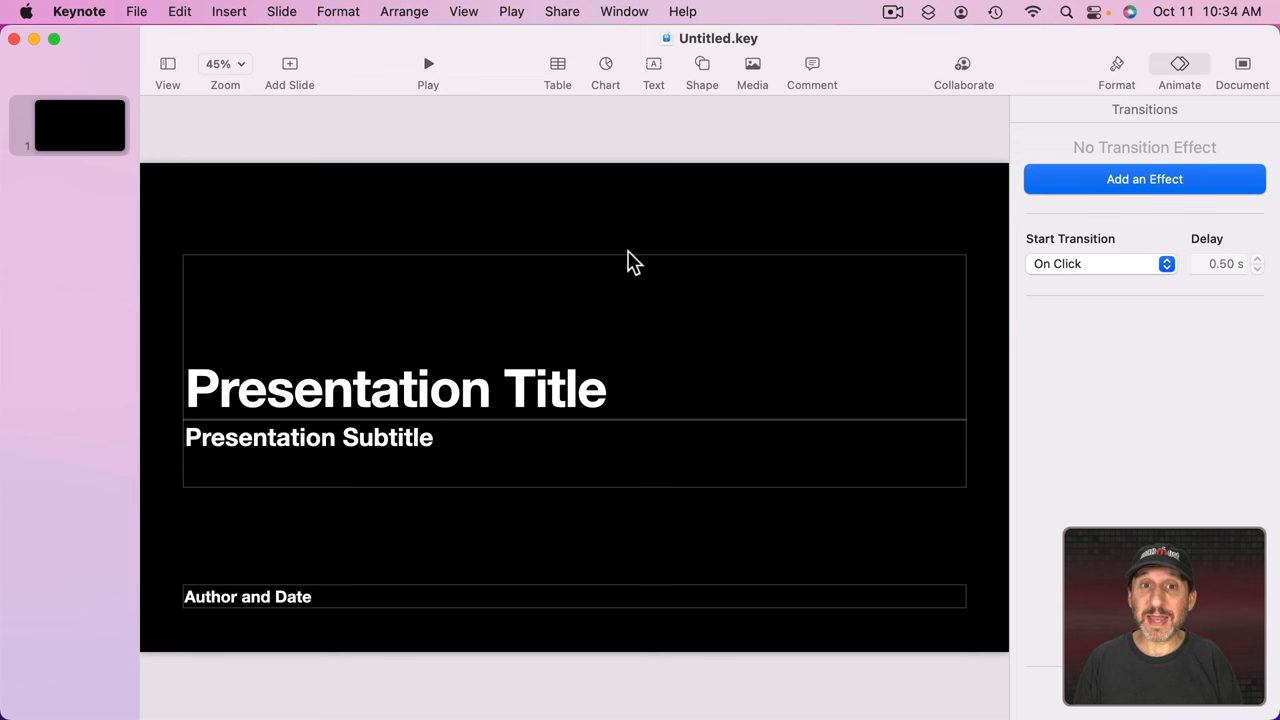 Keynote File Edit Insert Slide Format Arrange View Play Share Window Help Oct 11 10:34 AM
Untitled.key
45%
View Zoom Add Slide Play Table Chart Text Shape Media Comment Collaborate Format Animate Document
Transitions
1
No Transition Effect
Add an Effect
Start Transition Delay
On Click 0.50 s
Presentation Title
Presentation Subtitle
Author and Date